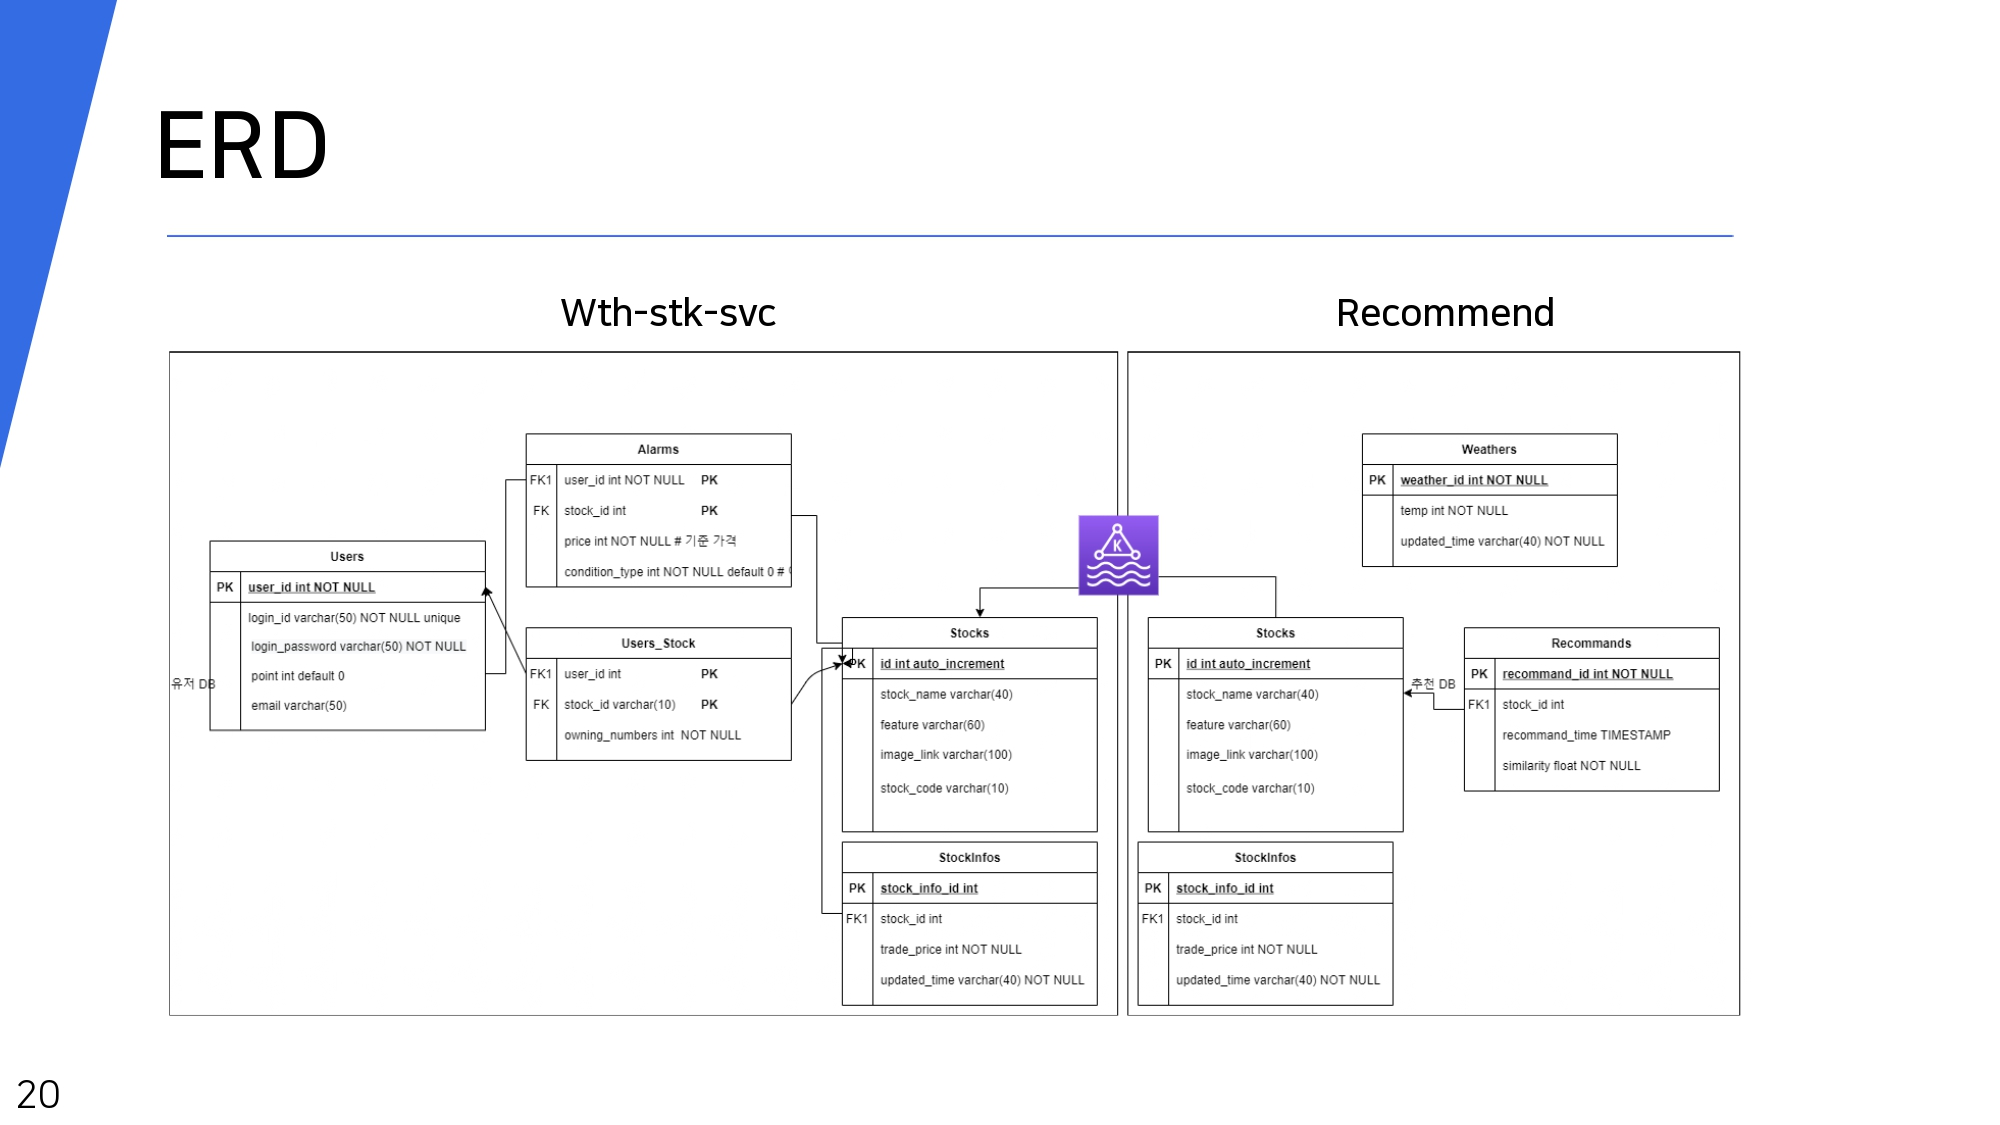 ERD
Wth-stk-svc
Recommend
Alarms
FK1 user_id int NOT NULL PK
FK stock_id int PK
price int NOT NULL # 기준 가격
condition_type int NOT NULL default 0 #
Users
PK user_id int NOT NULL
login_id varchar(50) NOT NULL unique
login_password varchar(50) NOT NULL
point int default 0
email varchar(50)
유저 DB
Users_Stock
FK1 user_id int PK
FK stock_id varchar(10) PK
owning_numbers int NOT NULL
Stocks
PK id int auto_increment
stock_name varchar(40)
feature varchar(60)
image_link varchar(100)
stock_code varchar(10)
StockInfos
PK stock_info_id int
FK1 stock_id int
trade_price int NOT NULL
updated_time varchar(40) NOT NULL
K
Weathers
PK weather_id int NOT NULL
temp int NOT NULL
updated_time varchar(40) NOT NULL
Stocks
PK id int auto_increment
stock_name varchar(40)
feature varchar(60)
image_link varchar(100)
stock_code varchar(10)
추천 DB
Recommands
PK recommand_id int NOT NULL
FK1 stock_id int
recommand_time TIMESTAMP
similarity float NOT NULL
StockInfos
PK stock_info_id int
FK1 stock_id int
trade_price int NOT NULL
updated_time varchar(40) NOT NULL
20